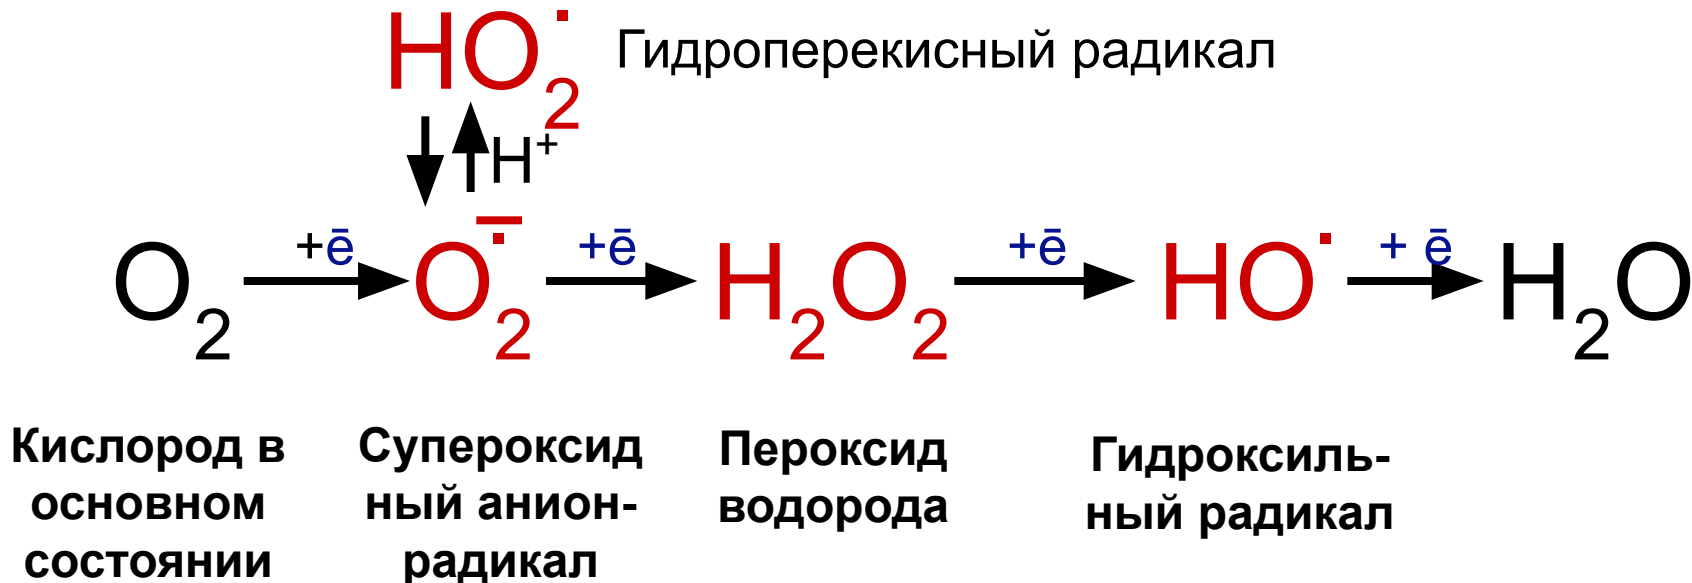 HO₂˙ Гидроперекисный радикал
H⁺
O₂ +ē O₂˙̄ +ē H₂O₂ +ē HO˙ + ē H₂O
Кислород в
основном
состоянии
Супероксид
ный анион-
радикал
Пероксид
водорода
Гидроксиль-
ный радикал